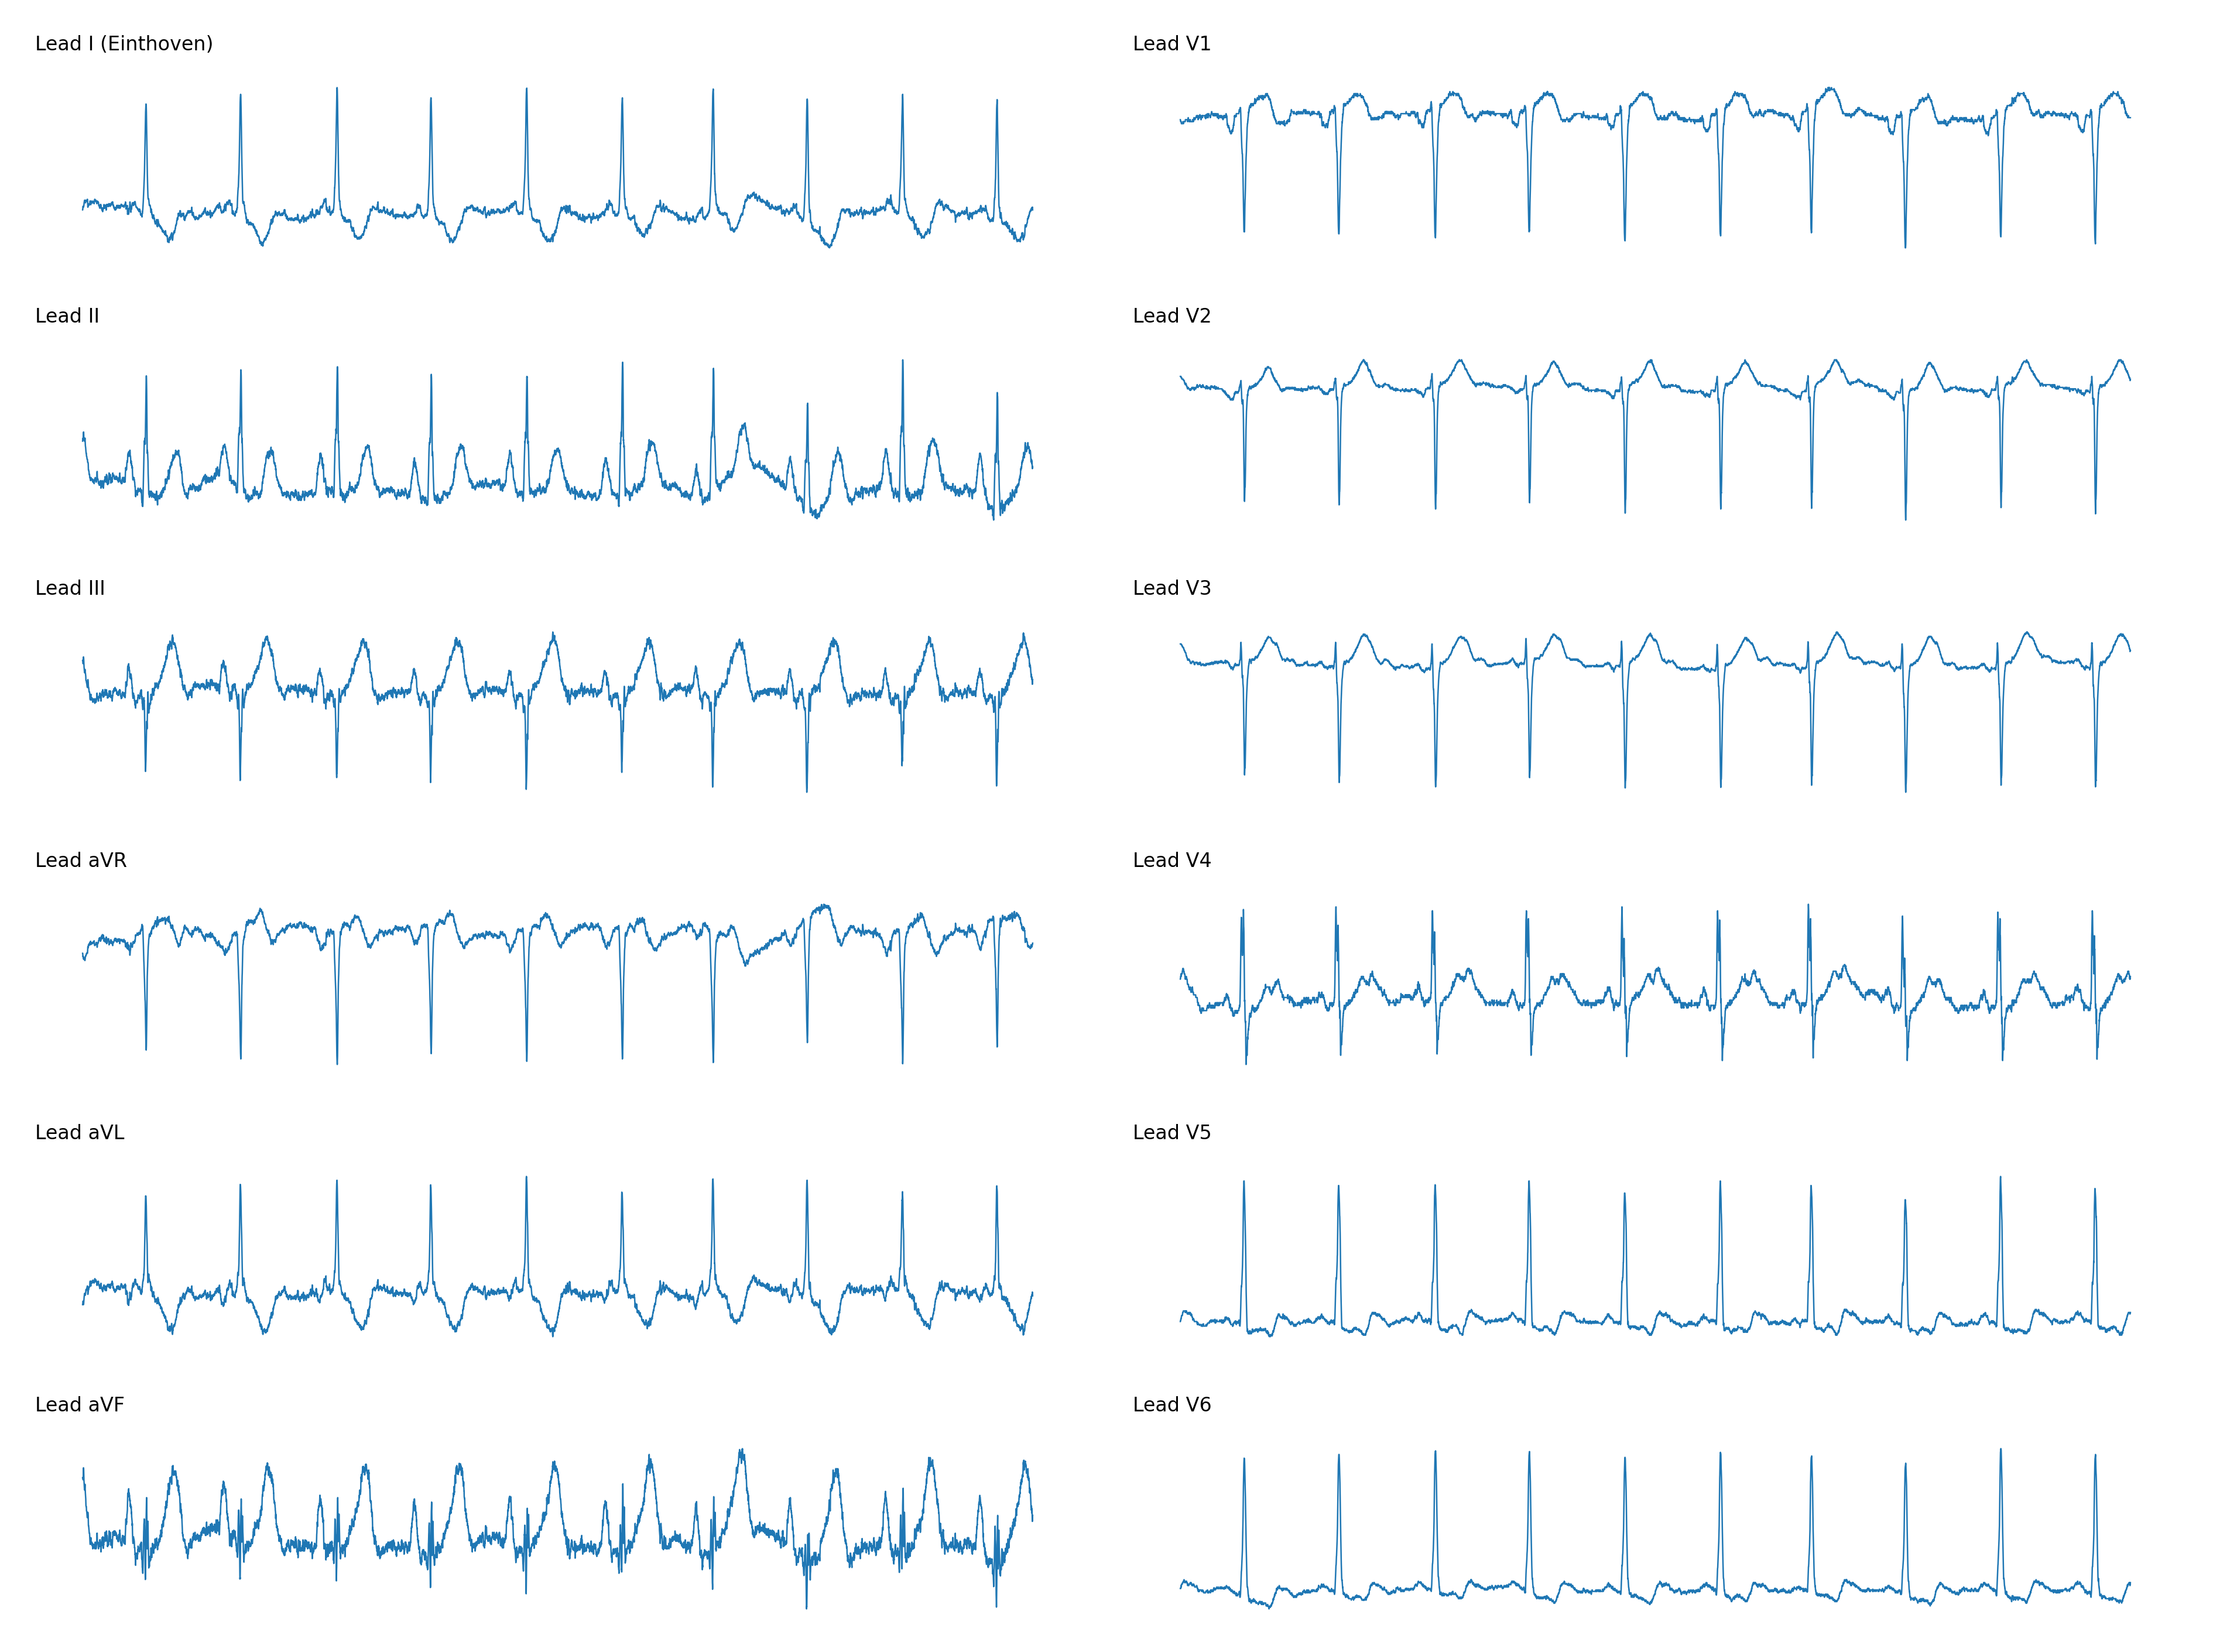 Lead I (Einthoven)
Lead II
Lead III
Lead aVR
Lead aVL
Lead aVF
Lead V1
Lead V2
Lead V3
Lead V4
Lead V5
Lead V6